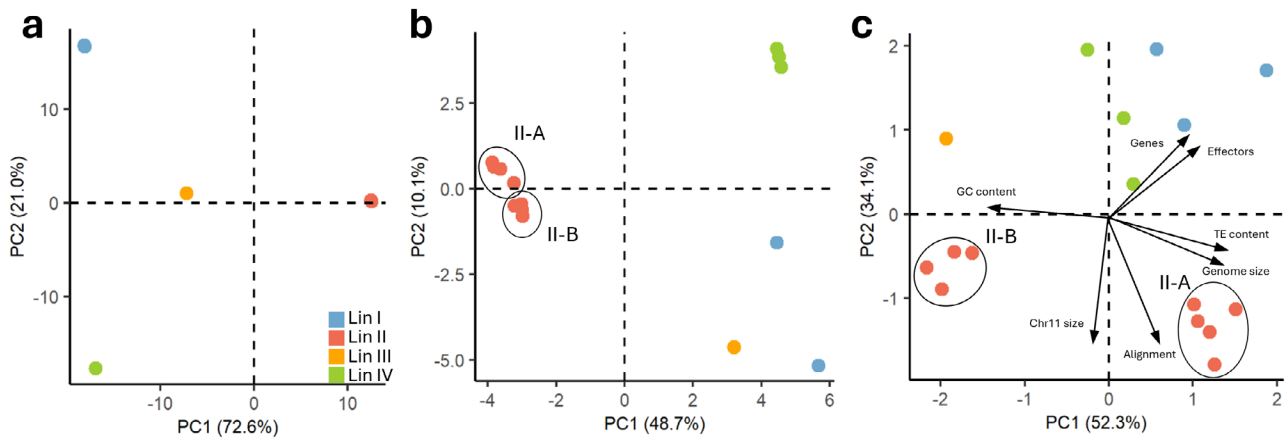 a
PC2 (21.0%)
10
0
-10
-10
0
10
PC1 (72.6%)
Lin I
Lin II
Lin III
Lin IV
b
PC2 (10.1%)
2.5
0.0
-2.5
-5.0
-4
-2
0
2
4
6
PC1 (48.7%)
II-A
II-B
c
PC2 (34.1%)
2
1
0
-1
-2
-1
0
1
2
PC1 (52.3%)
Genes
Effectors
GC content
TE content
Genome size
II-B
II-A
Chr11 size
Alignment